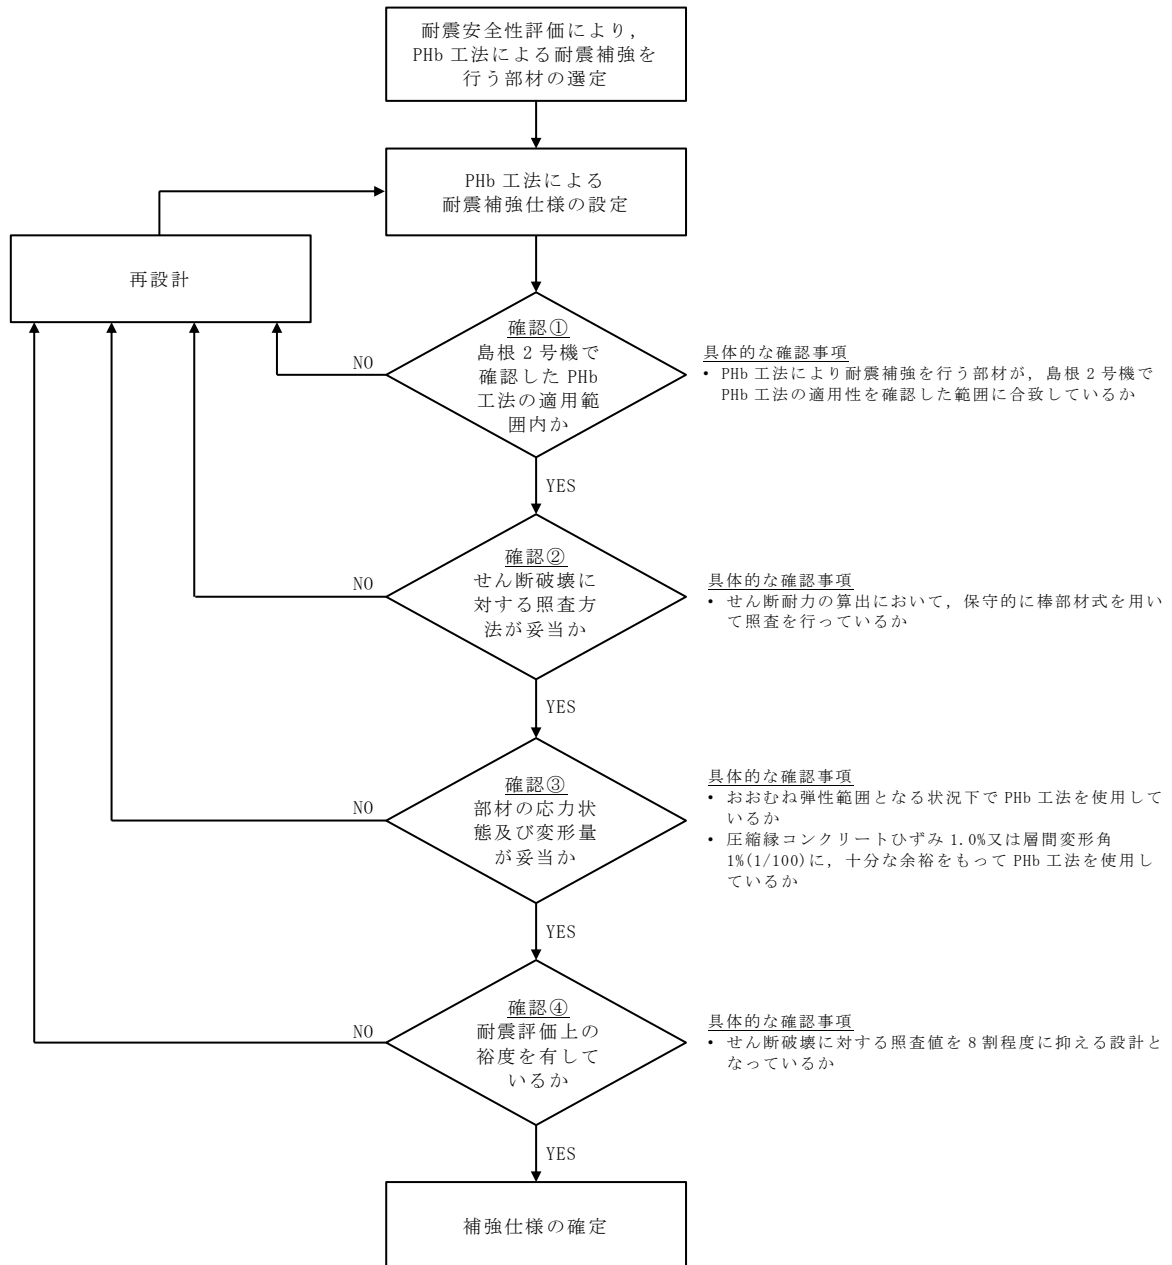 耐震安全性評価により，
PHb 工法による耐震補強を
行う部材の選定
PHb 工法による
耐震補強仕様の設定
再設計
確認①
島根 2 号機で
確認した PHb
工法の適用範
囲内か
NO
YES
具体的な確認事項
• PHb 工法により耐震補強を行う部材が，島根 2 号機で
PHb 工法の適用性を確認した範囲に合致しているか
確認②
せん断破壊に
対する照査方
法が妥当か
NO
YES
具体的な確認事項
• せん断耐力の算出において，保守的に棒部材式を用い
て照査を行っているか
確認③
部材の応力状
態及び変形量
が妥当か
NO
YES
具体的な確認事項
• おおむね弾性範囲となる状況下で PHb 工法を使用して
いるか
• 圧縮縁コンクリートひずみ 1.0%又は層間変形角
1%(1/100)に，十分な余裕をもって PHb 工法を使用し
ているか
確認④
耐震評価上の
裕度を有して
いるか
NO
YES
具体的な確認事項
• せん断破壊に対する照査値を 8 割程度に抑える設計と
なっているか
補強仕様の確定